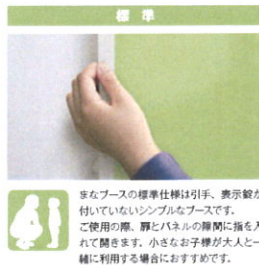 標 準
まなブースの標準仕様は引手、表示錠が
付いていないシンプルなブースです。
ご使用の際、扉とパネルの隙間に指を入
れて開きます。小さなお子様が大人と一
緒に利用する場合におすすめです。